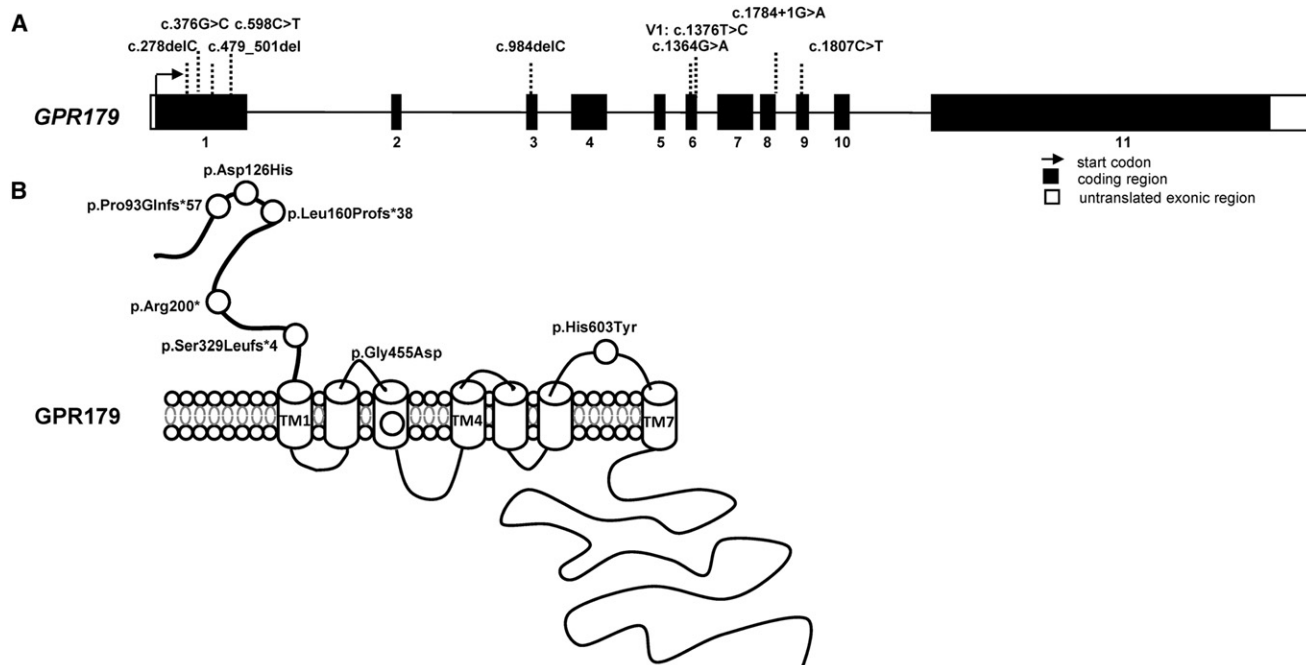 A
c.376G>C c.598C>T
c.278delC c.479_501del
c.984delC
V1: c.1376T>C
c.1364G>A
c.1784+1G>A
c.1807C>T
GPR179
1 2 3 4 5 6 7 8 9 10 11
start codon
coding region
untranslated exonic region
B
p.Asp126His
p.Pro93Glnfs*57
p.Leu160Profs*38
p.Arg200*
p.Ser329Leufs*4
p.Gly455Asp
p.His603Tyr
GPR179
TM1 TM4 TM7